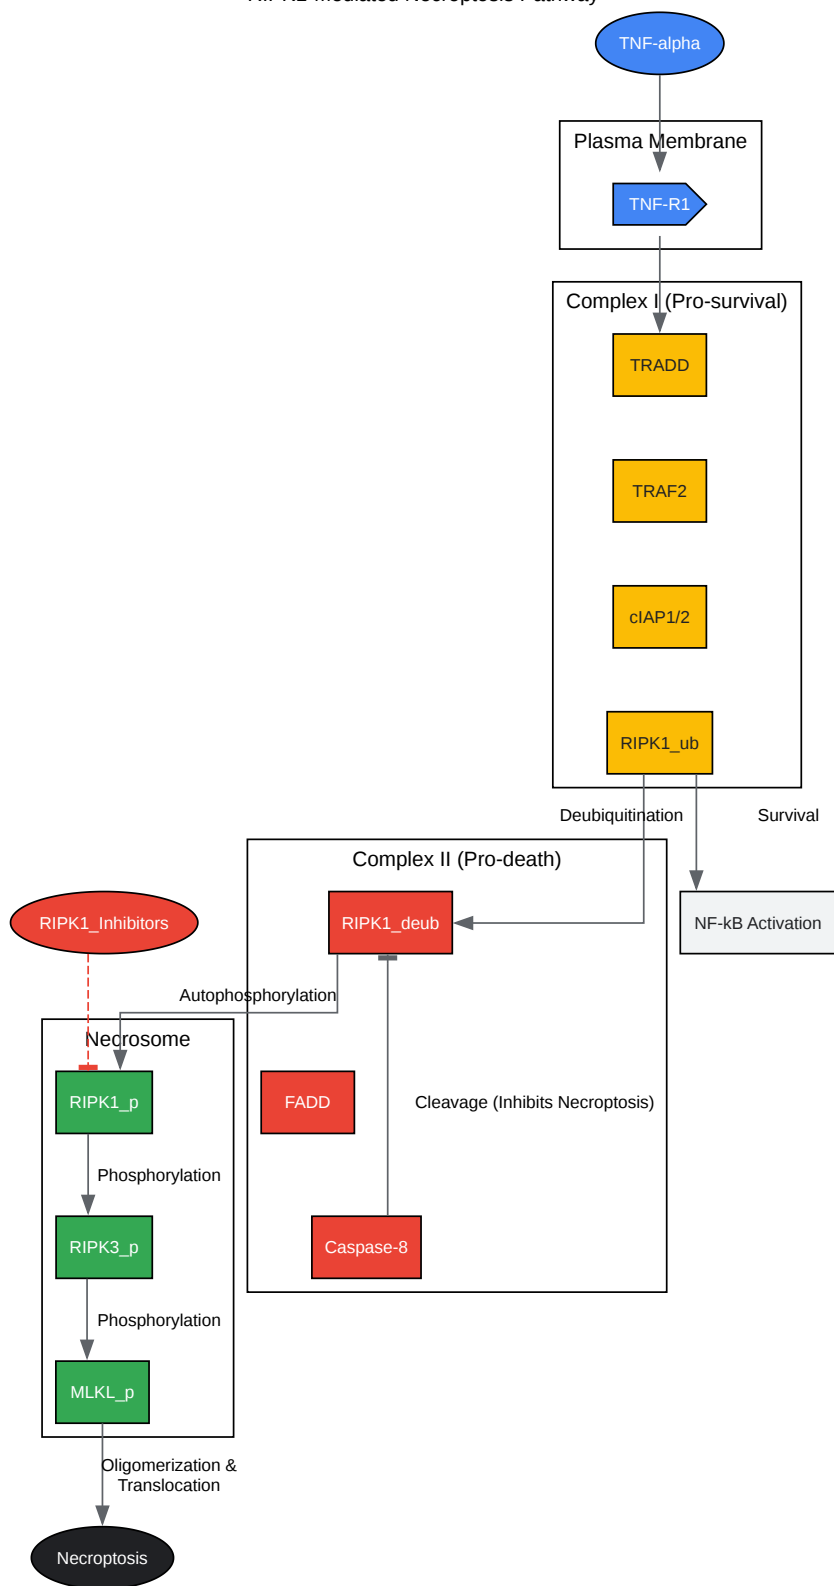 Necroptosis Pathway
TNF-alpha
Plasma Membrane
TNF-R1
Complex I (Pro-survival)
TRADD
TRAF2
cIAP1/2
RIPK1_ub
Deubiquitination
Survival
Complex II (Pro-death)
RIPK1_Inhibitors
RIPK1_deub
NF-kB Activation
Autophosphorylation
Necrosome
RIPK1_p
FADD
Cleavage (Inhibits Necroptosis)
Phosphorylation
RIPK3_p
Caspase-8
Phosphorylation
MLKL_p
Oligomerization &
Translocation
Necroptosis